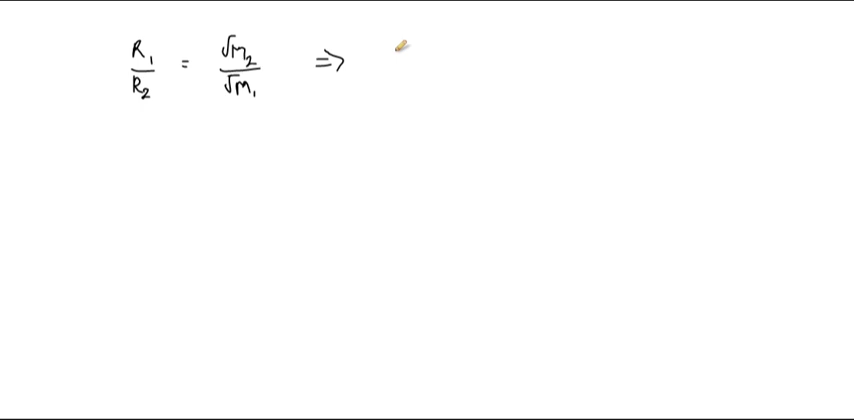 R₁/R₂ = √M₂/√M₁ ⇒